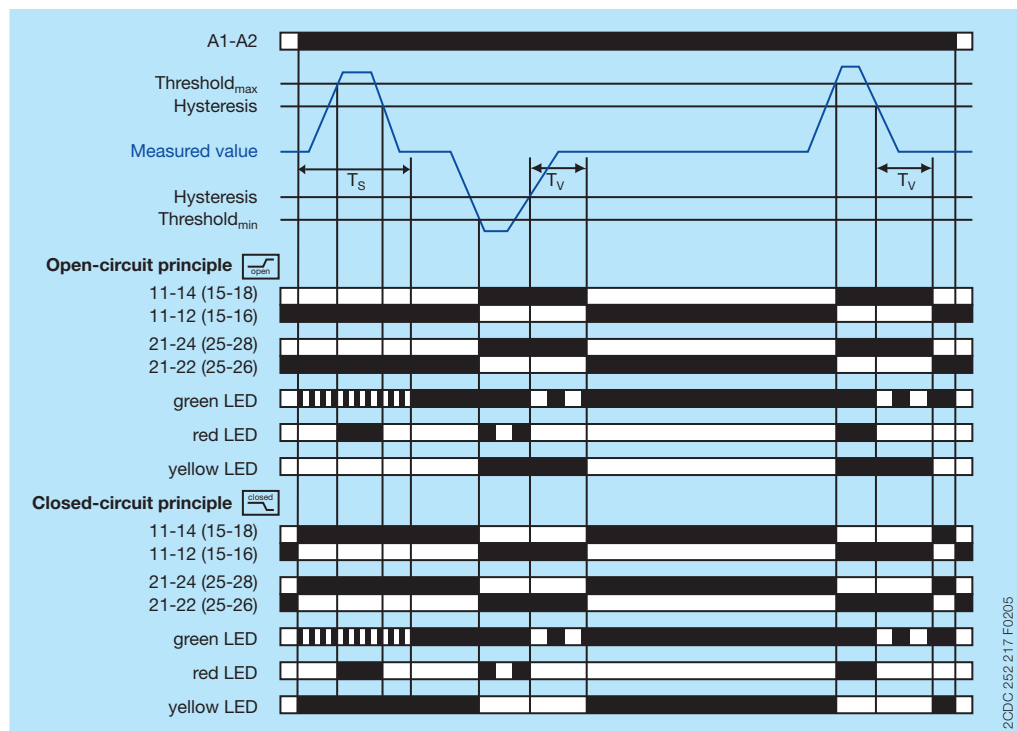 A1-A2
Threshold max
Hysteresis
Measured value
T S
T V
T V
Hysteresis
Threshold min
Open-circuit principle open
11-14 (15-18)
11-12 (15-16)
21-24 (25-28)
21-22 (25-26)
green LED
red LED
yellow LED
Closed-circuit principle closed
11-14 (15-18)
11-12 (15-16)
21-24 (25-28)
21-22 (25-26)
green LED
red LED
yellow LED
2CDC 252 217 F0205